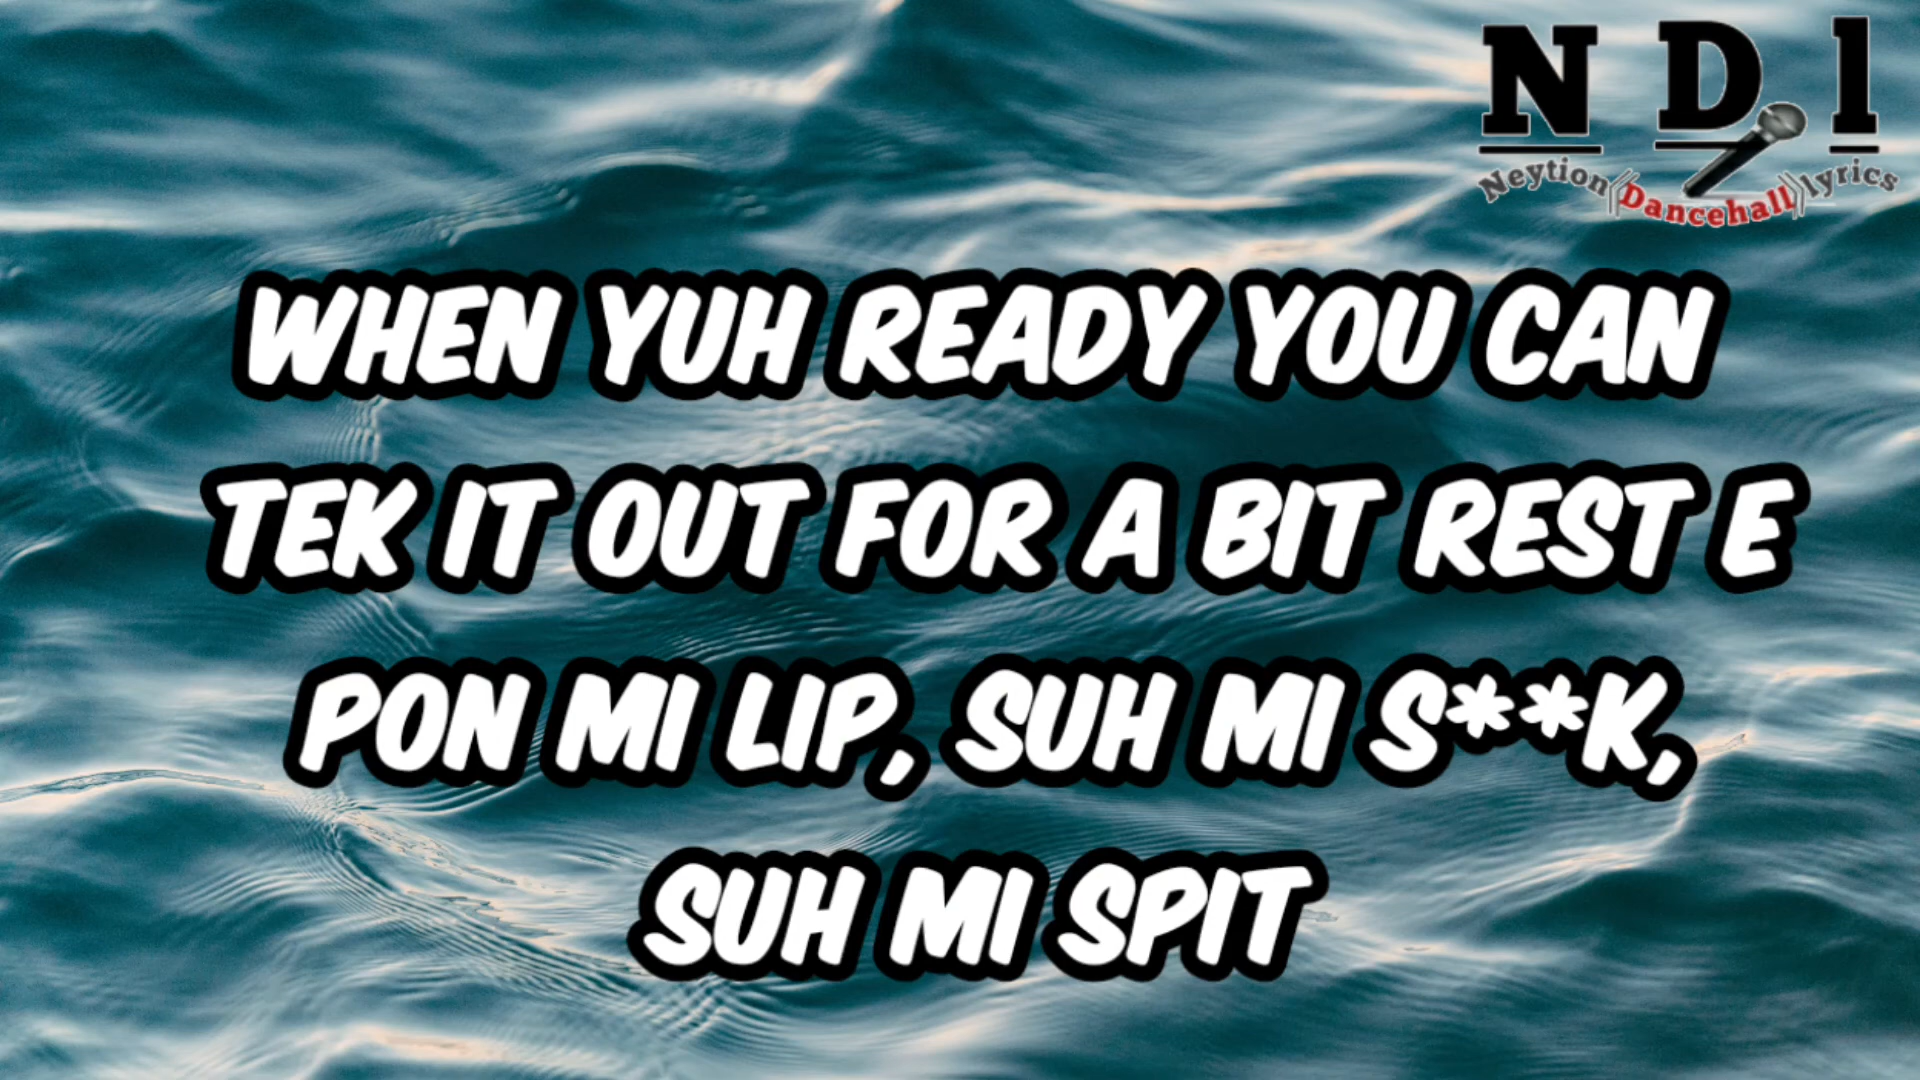 N D l
Neytion Dancehall lyrics
WHEN YUH READY YOU CAN
TEK IT OUT FOR A BIT REST E
PON MI LIP, SUH MI S**K,
SUH MI SPIT